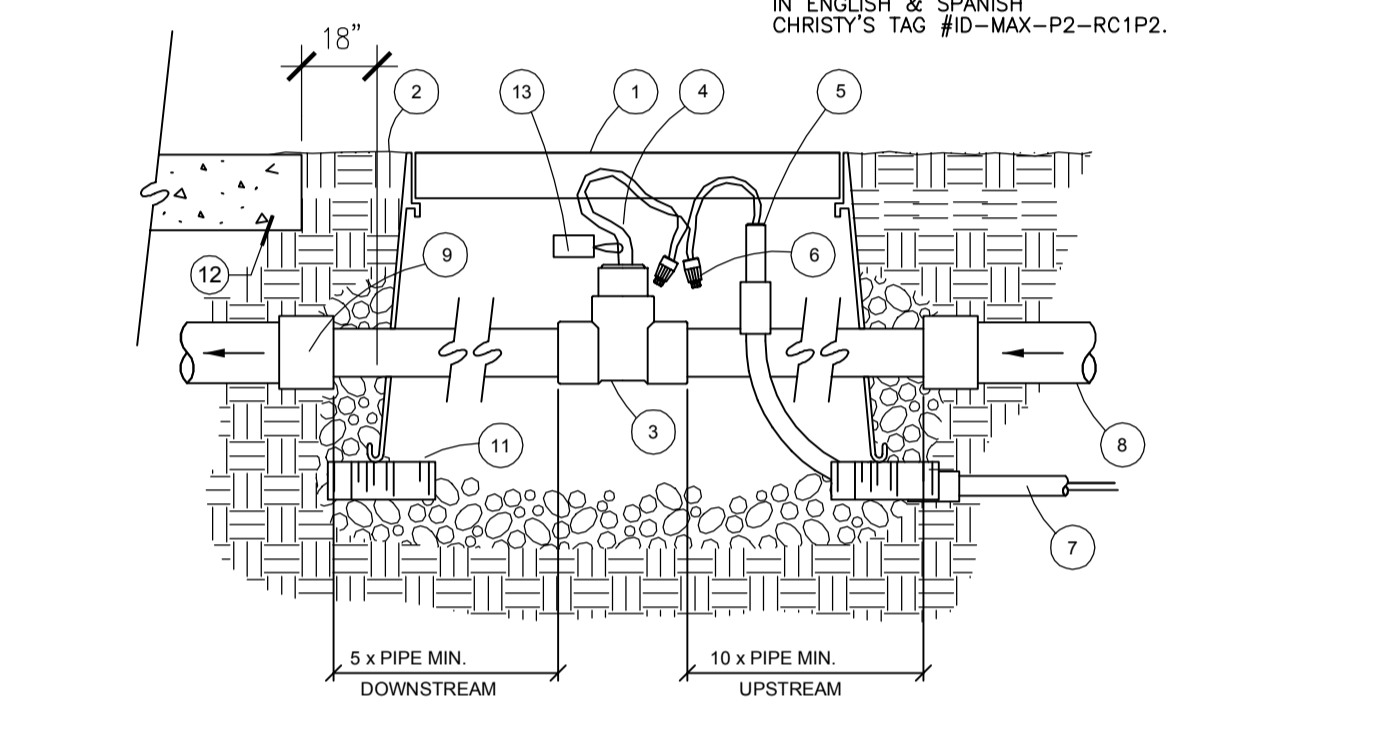 IN ENGLISH & SPANISH
CHRISTY'S TAG #ID-MAX-P2-RC1P2.
18"
2
13
1
4
5
9
6
12
3
11
8
7
5 x PIPE MIN.
DOWNSTREAM
10 x PIPE MIN.
UPSTREAM